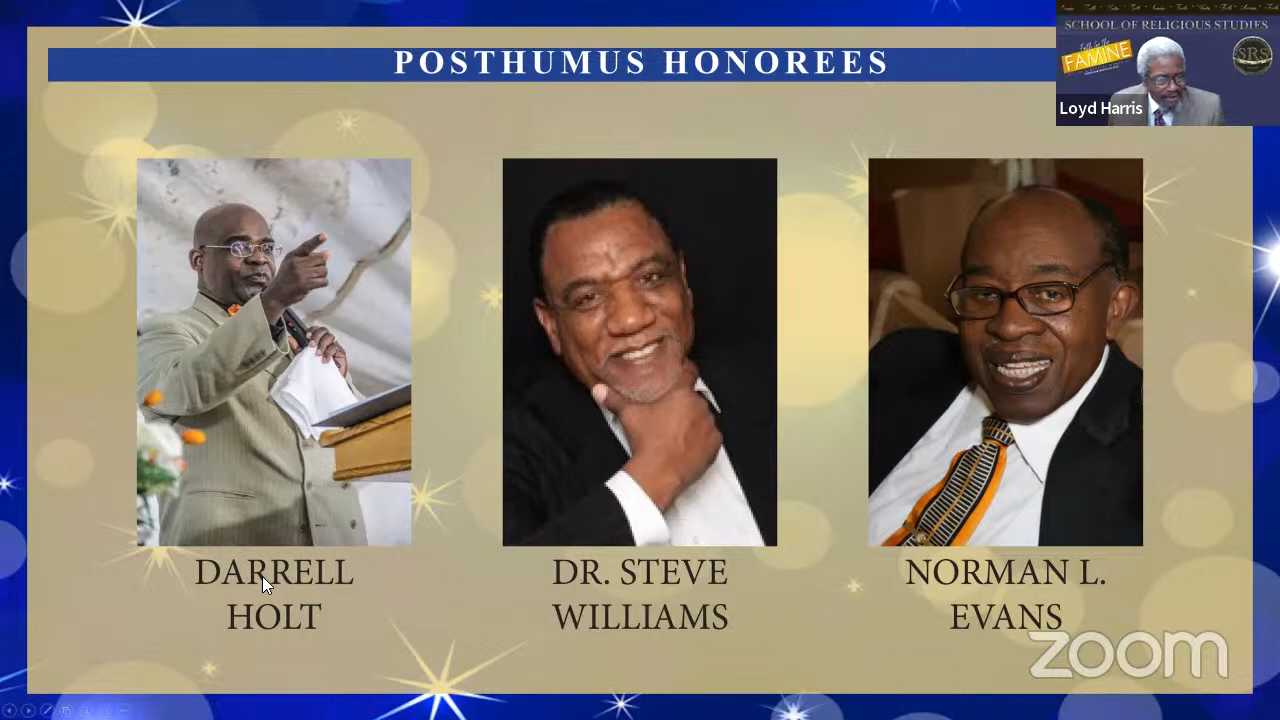 POSTHUMUS HONOREES
SCHOOL OF RELIGIOUS STUDIES
FAMINE
SRS
Loyd Harris
DARRELL
HOLT
DR. STEVE
WILLIAMS
NORMAN L.
EVANS
zoom